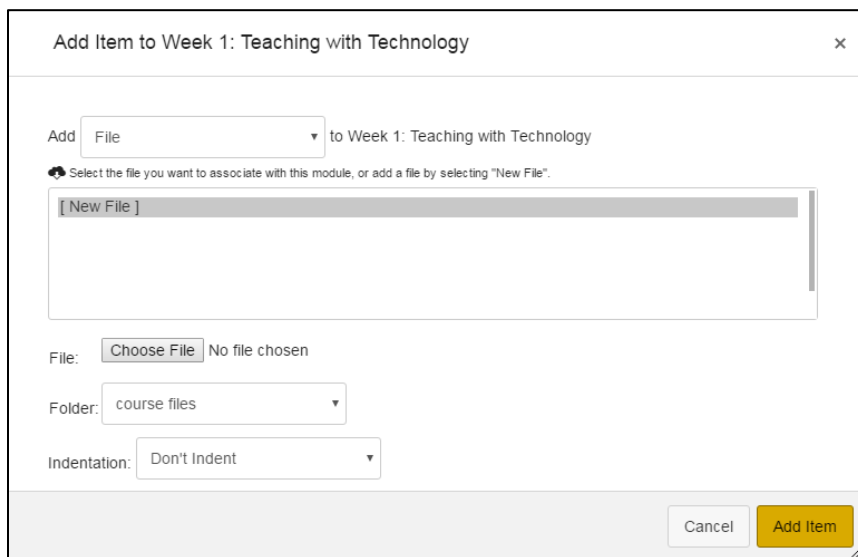 Add Item to Week 1: Teaching with Technology ×
Add File to Week 1: Teaching with Technology
Select the file you want to associate with this module, or add a file by selecting "New File".
[ New File ]
File: Choose File No file chosen
Folder: course files
Indentation: Don't Indent
Cancel Add Item